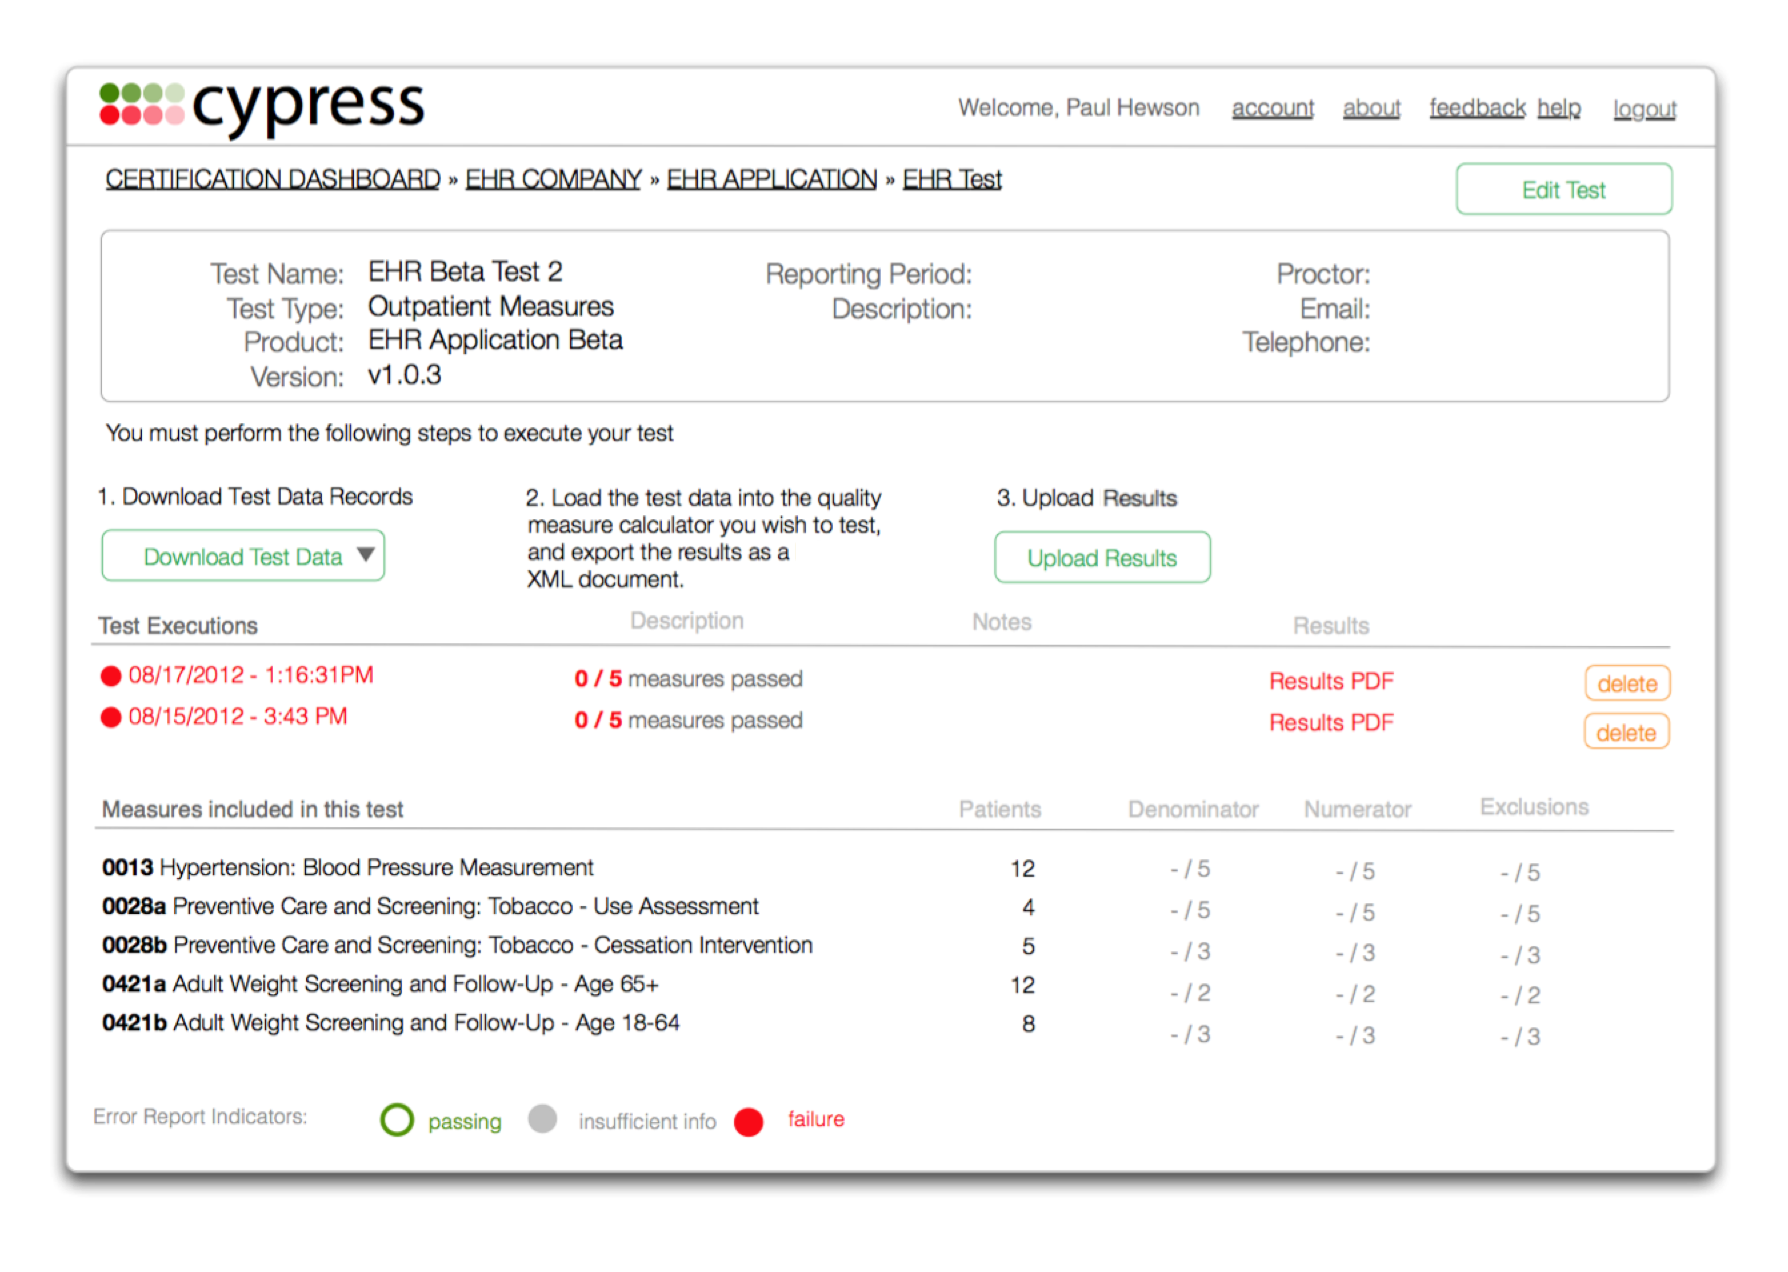 cypress
Welcome, Paul Hewson account about feedback help logout
CERTIFICATION DASHBOARD » EHR COMPANY » EHR APPLICATION » EHR Test
Edit Test
Test Name: EHR Beta Test 2
Test Type: Outpatient Measures
Product: EHR Application Beta
Version: v1.0.3
Reporting Period:
Description:
Proctor:
Email:
Telephone:
You must perform the following steps to execute your test
1. Download Test Data Records
Download Test Data
2. Load the test data into the quality
measure calculator you wish to test,
and export the results as a
XML document.
3. Upload Results
Upload Results
Test Executions Description Notes Results
08/17/2012 - 1:16:31PM 0 / 5 measures passed Results PDF delete
08/15/2012 - 3:43 PM 0 / 5 measures passed Results PDF delete
Measures included in this test Patients Denominator Numerator Exclusions
0013 Hypertension: Blood Pressure Measurement 12 - / 5 - / 5 - / 5
0028a Preventive Care and Screening: Tobacco - Use Assessment 4 - / 5 - / 5 - / 5
0028b Preventive Care and Screening: Tobacco - Cessation Intervention 5 - / 3 - / 3 - / 3
0421a Adult Weight Screening and Follow-Up - Age 65+ 12 - / 2 - / 2 - / 2
0421b Adult Weight Screening and Follow-Up - Age 18-64 8 - / 3 - / 3 - / 3
Error Report Indicators: passing insufficient info failure